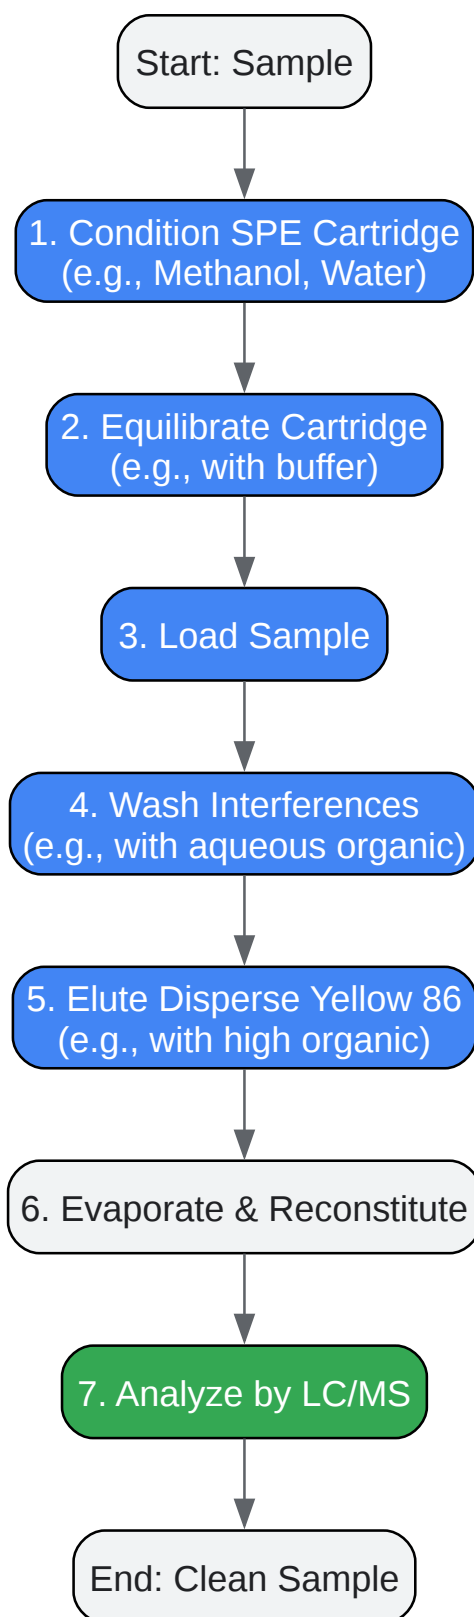 Start: Sample
1. Condition SPE Cartridge
(e.g., Methanol, Water)
2. Equilibrate Cartridge
(e.g., with buffer)
3. Load Sample
4. Wash Interferences
(e.g., with aqueous organic)
5. Elute Disperse Yellow 86
(e.g., with high organic)
6. Evaporate & Reconstitute
7. Analyze by LC/MS
End: Clean Sample